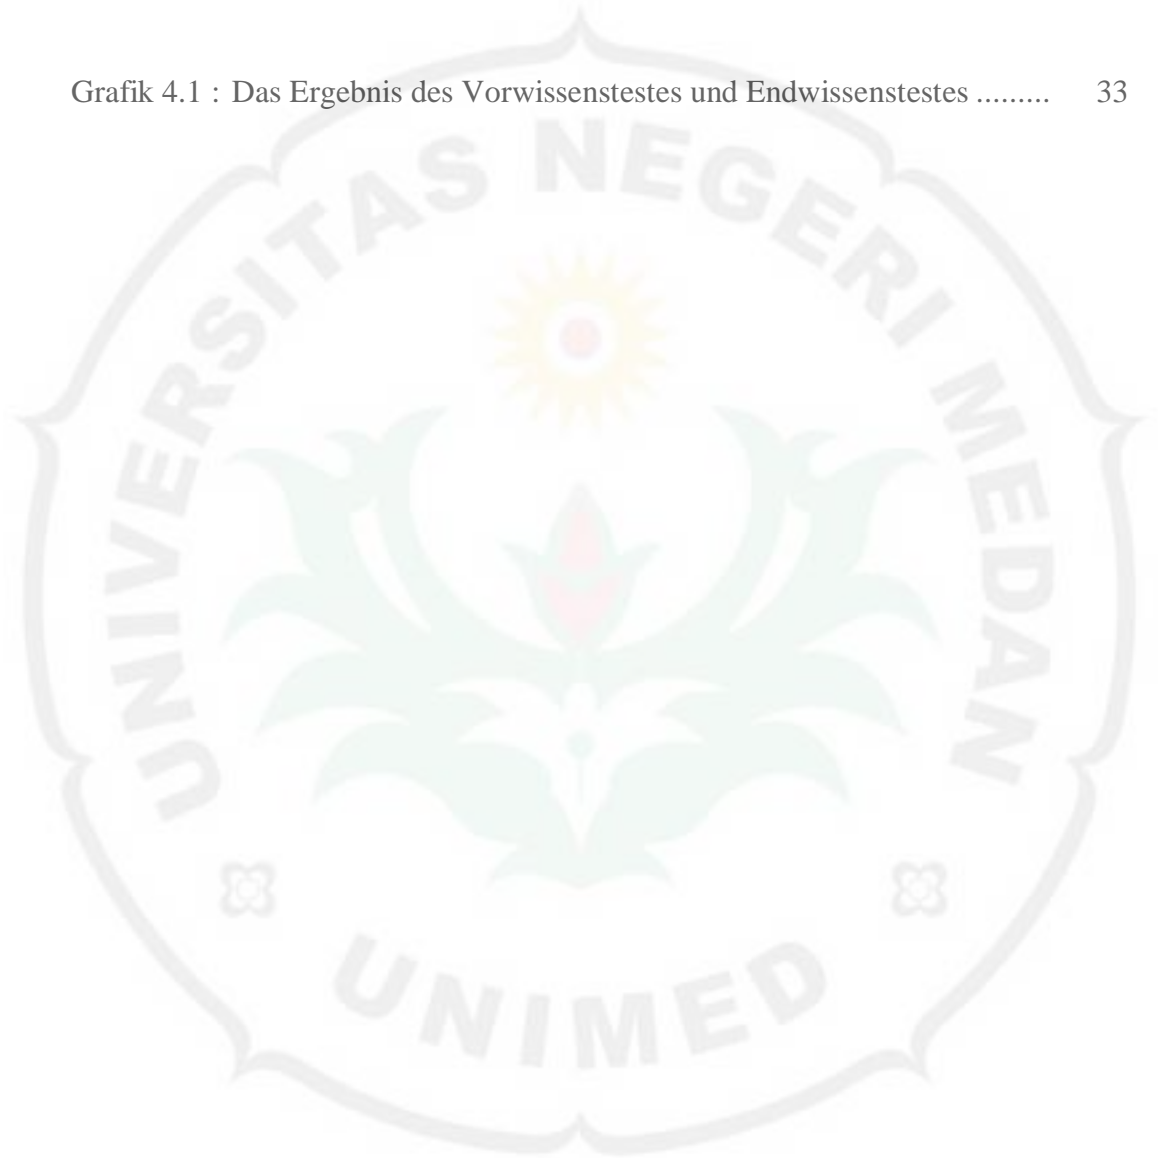 Grafik 4.1 : Das Ergebnis des Vorwissenstestes und Endwissenstestes ......... 33
UNIVERSITAS NEGERI MEDAN
UNIMED